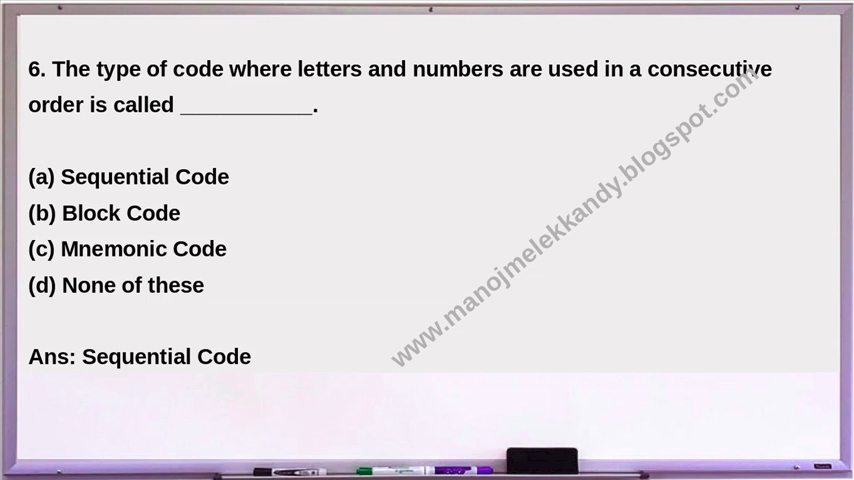 6. The type of code where letters and numbers are used in a consecutive
order is called ___________.
(a) Sequential Code
(b) Block Code
(c) Mnemonic Code
(d) None of these
Ans: Sequential Code
www.manojmelekkandy.blogspot.com